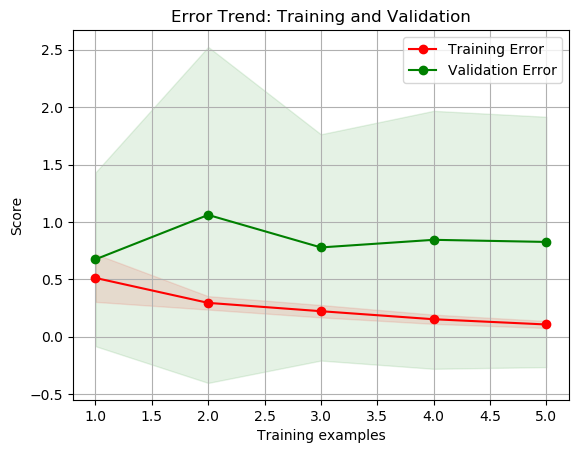 Error Trend: Training and Validation
Training Error
Validation Error
Score
2.5
2.0
1.5
1.0
0.5
0.0
−0.5
1.0 1.5 2.0 2.5 3.0 3.5 4.0 4.5 5.0
Training examples